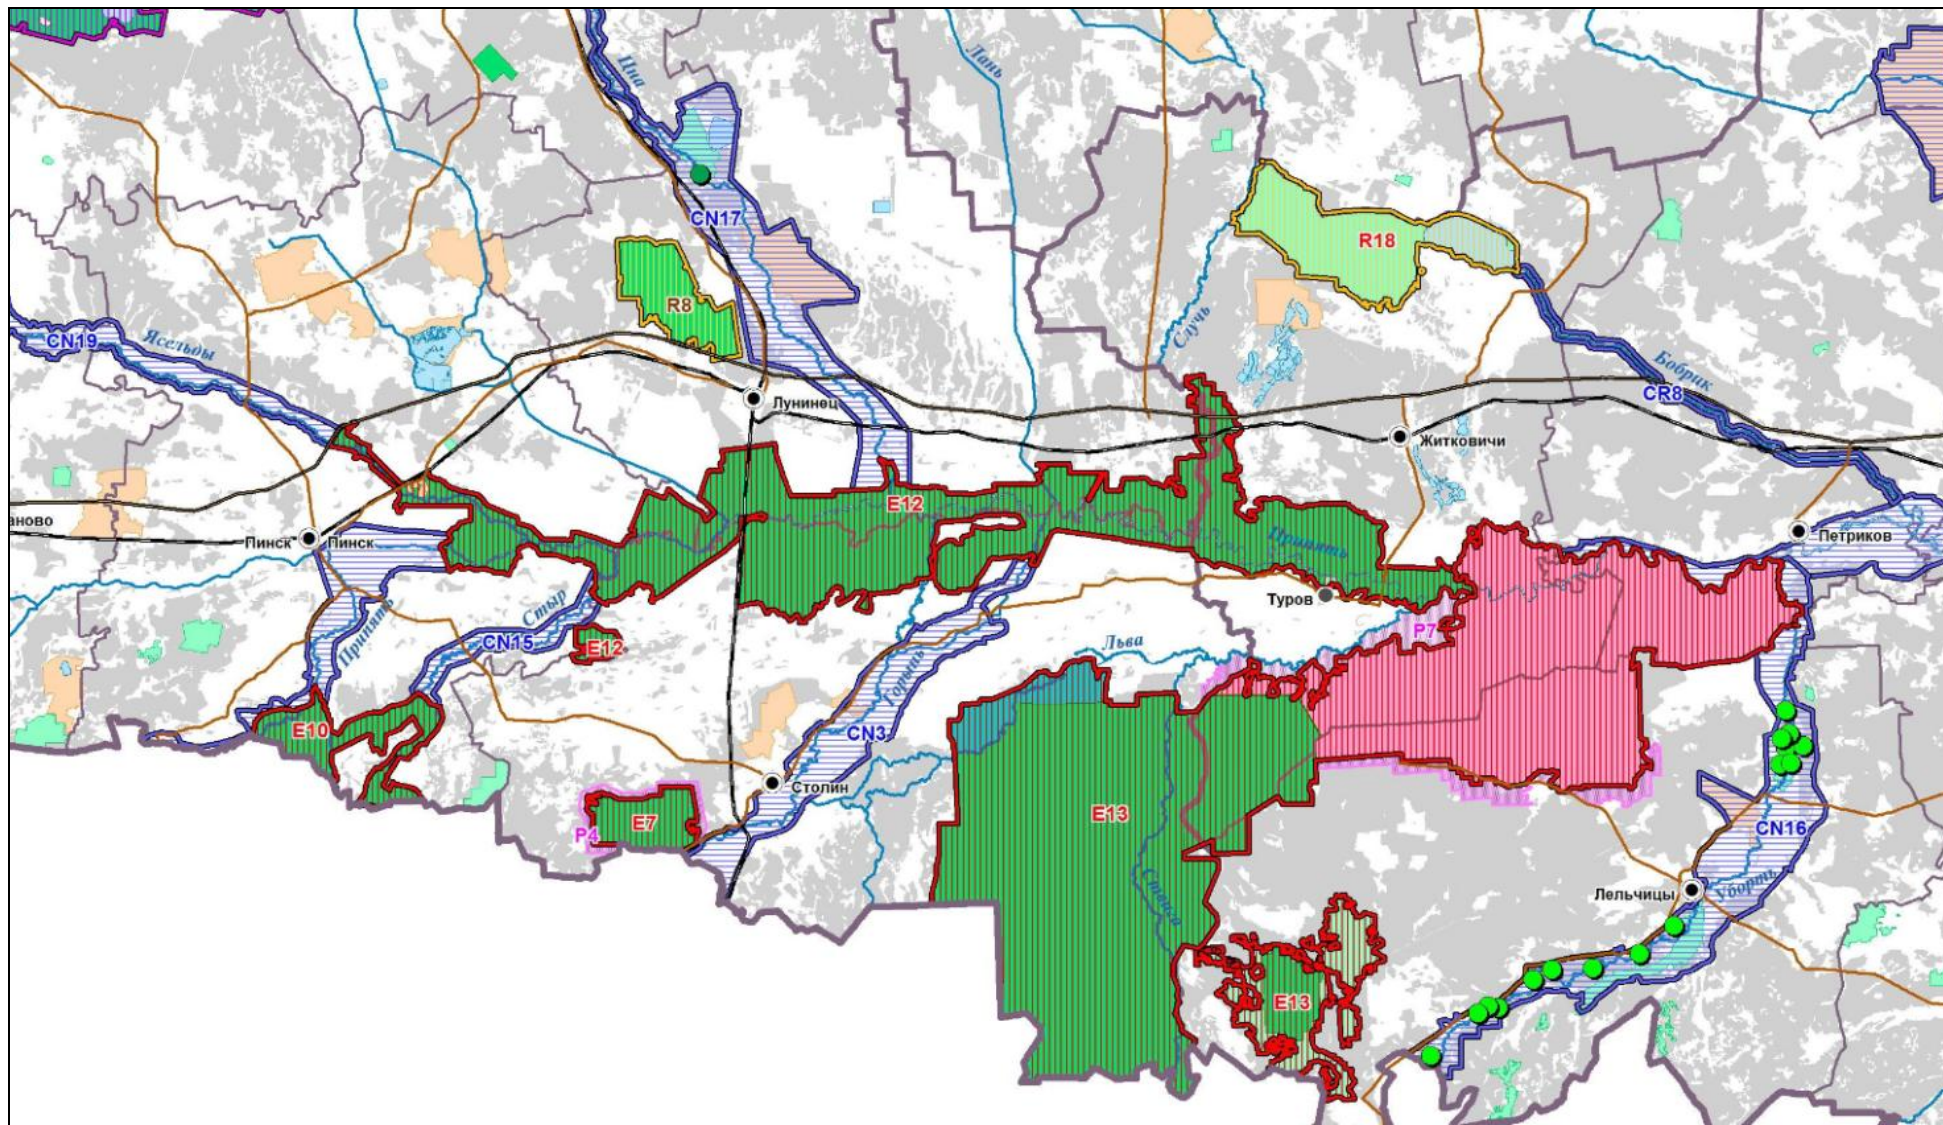 Цна
Лань
CN17
R18
R8
Случь
CN19
Ясельды
Бобрик
CR8
Лунинец
Житковичи
E12
аново
Пинск
Пинск
Припять
Петриков
Стыр
Туров
Припять
CN15
E12
P7
Льва
Горынь
E10
CN3
Столин
E13
P4
E7
CN16
Ствига
Лельчицы
Уборть
E13